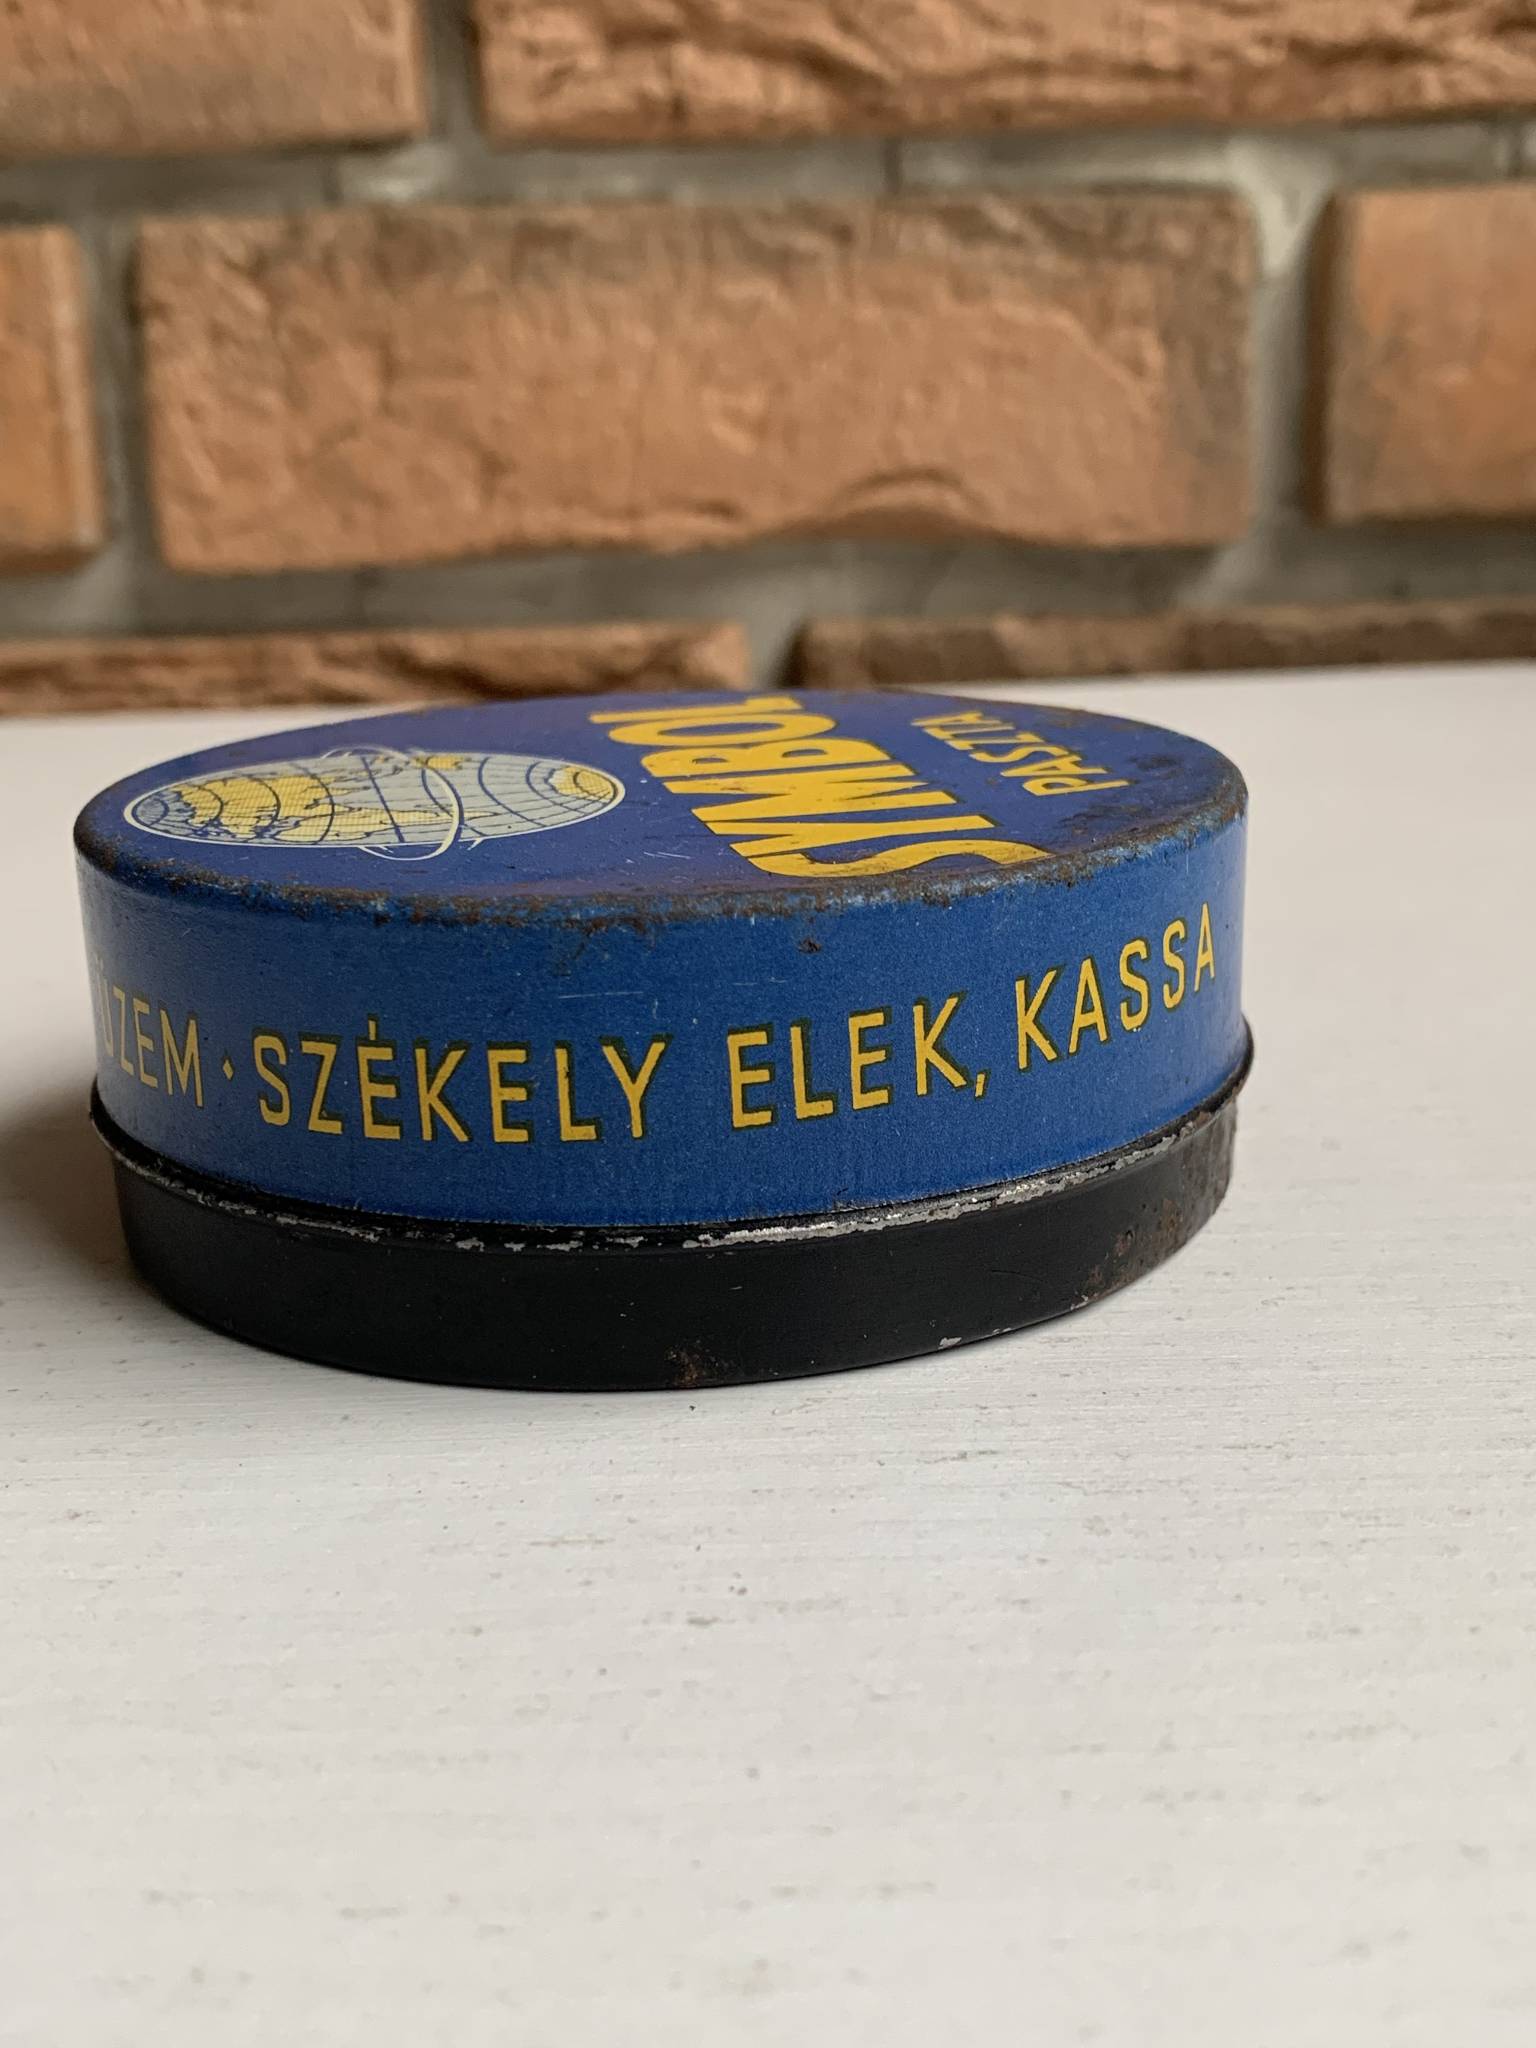 SYMBOL
PASZTA
ÜZEM · SZÉKELY ELEK, KASSA